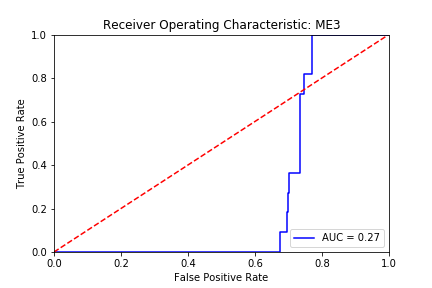 Receiver Operating Characteristic: ME3
1.0
0.8
0.6
0.4
0.2
0.0
True Positive Rate
AUC = 0.27
0.0 0.2 0.4 0.6 0.8 1.0
False Positive Rate